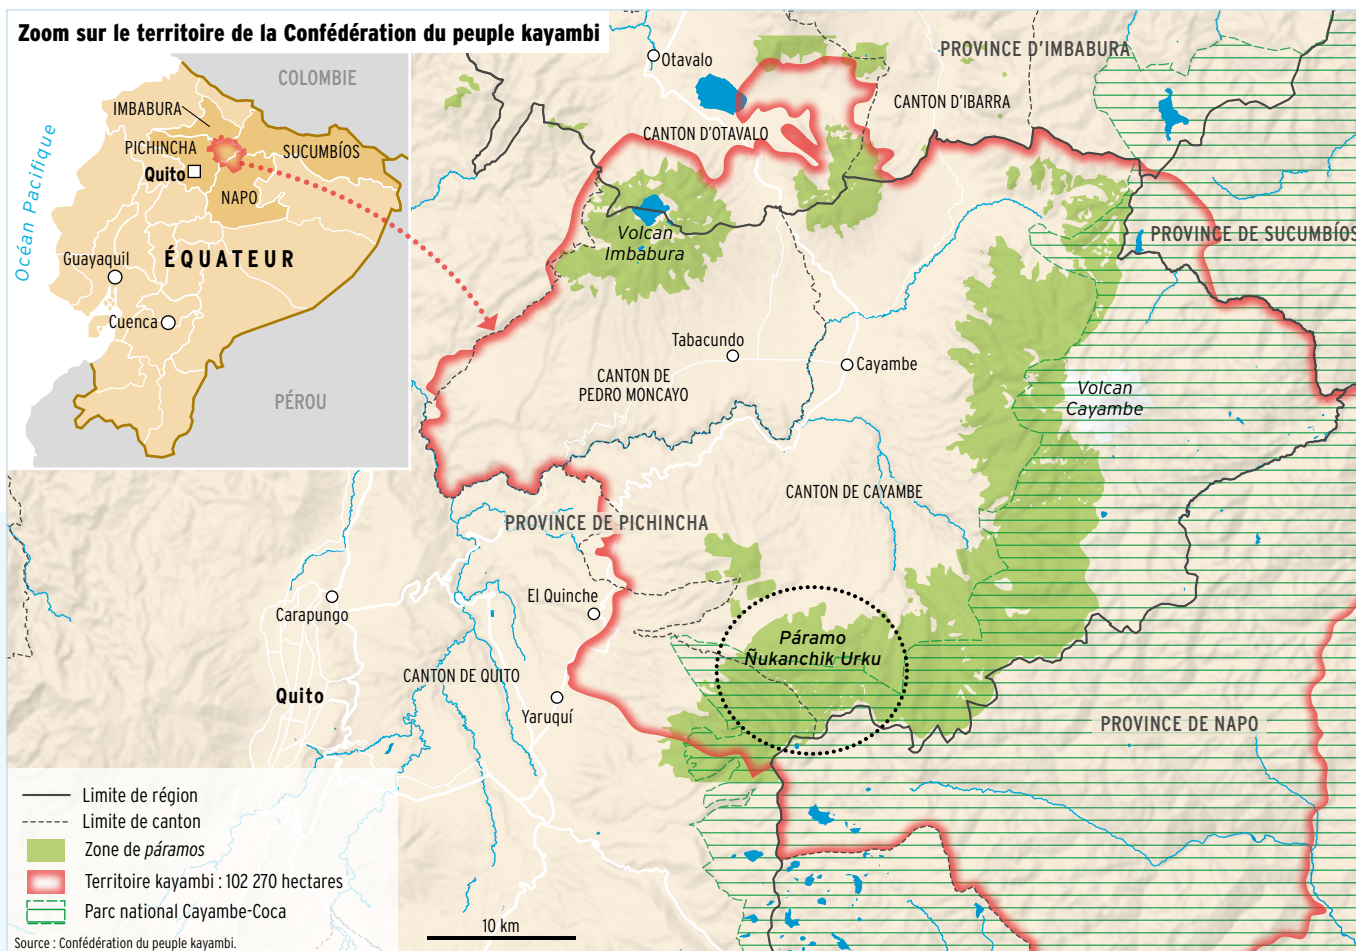 Zoom sur le territoire de la Confédération du peuple kayambi
COLOMBIE
IMBABURA
PICHINCHA
SUCUMBÍOS
Quito
NAPO
Océan Pacifique
ÉQUATEUR
Guayaquil
Cuenca
PÉROU
Otavalo
PROVINCE D'IMBABURA
CANTON D'IBARRA
CANTON D'OTAVALO
Volcan
Imbabura
PROVINCE DE SUCUMBÍOS
Tabacundo
Cayambe
CANTON DE
PEDRO MONCAYO
Volcan
Cayambe
CANTON DE CAYAMBE
PROVINCE DE PICHINCHA
El Quinche
Carapungo
Páramo
Ñukanchik Urku
CANTON DE QUITO
Quito
Yaruquí
PROVINCE DE NAPO
Limite de région
Limite de canton
Zone de páramos
Territoire kayambi : 102 270 hectares
Parc national Cayambe-Coca
10 km
Source : Confédération du peuple kayambi.